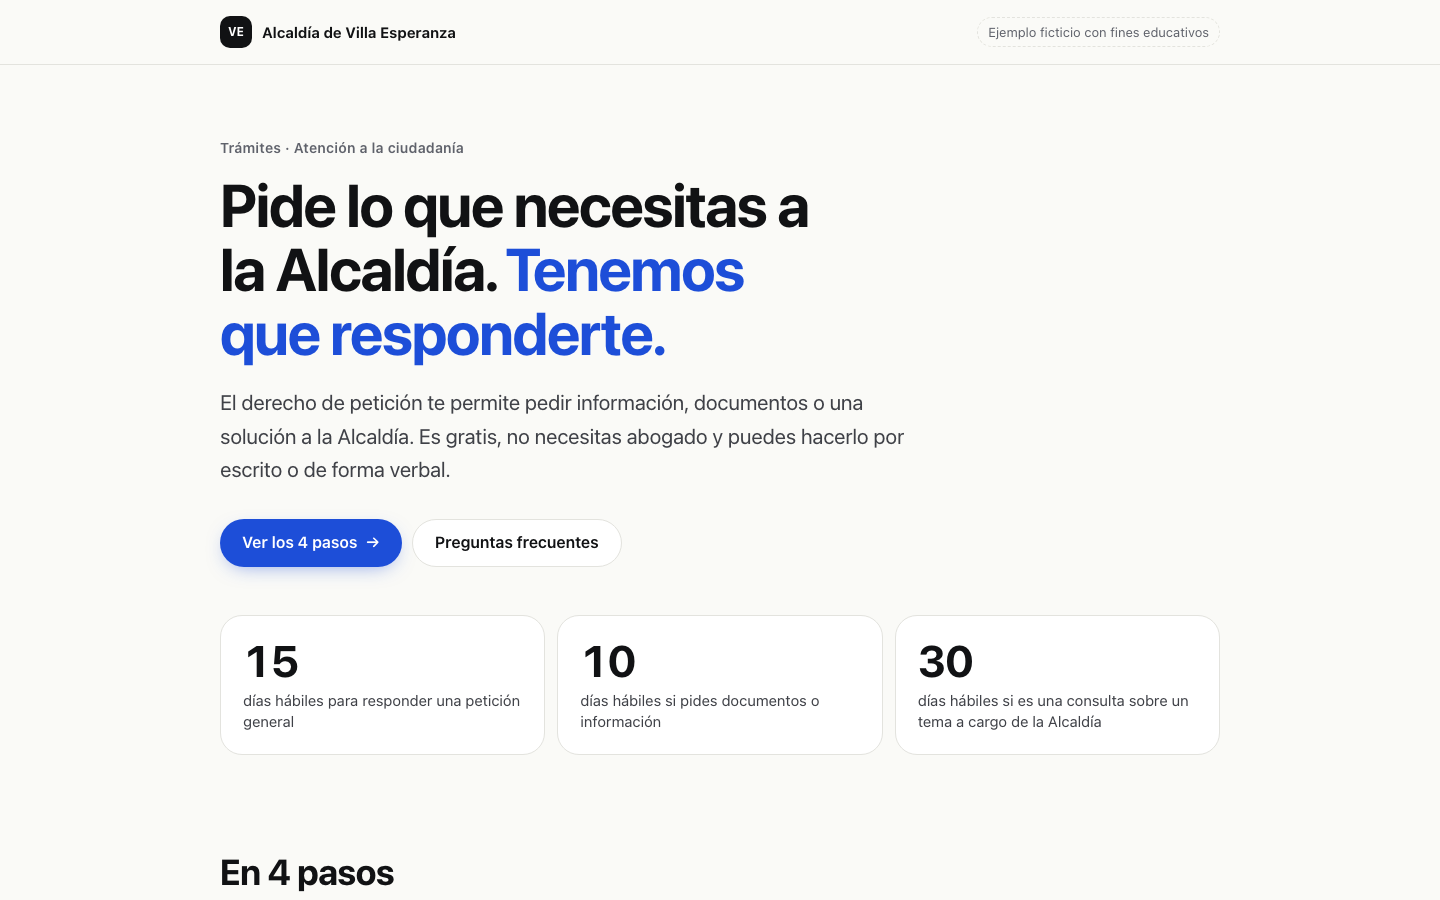 VE
Alcaldía de Villa Esperanza
Ejemplo ficticio con fines educativos
Trámites · Atención a la ciudadanía
Pide lo que necesitas a
la Alcaldía. Tenemos
que responderte.
El derecho de petición te permite pedir información, documentos o una
solución a la Alcaldía. Es gratis, no necesitas abogado y puedes hacerlo por
escrito o de forma verbal.
Ver los 4 pasos →
Preguntas frecuentes
15
días hábiles para responder una petición
general
10
días hábiles si pides documentos o
información
30
días hábiles si es una consulta sobre un
tema a cargo de la Alcaldía
En 4 pasos